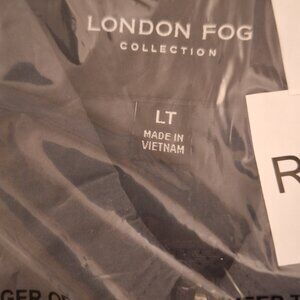 LONDON FOG
COLLECTION
LT
MADE IN
VIETNAM
R